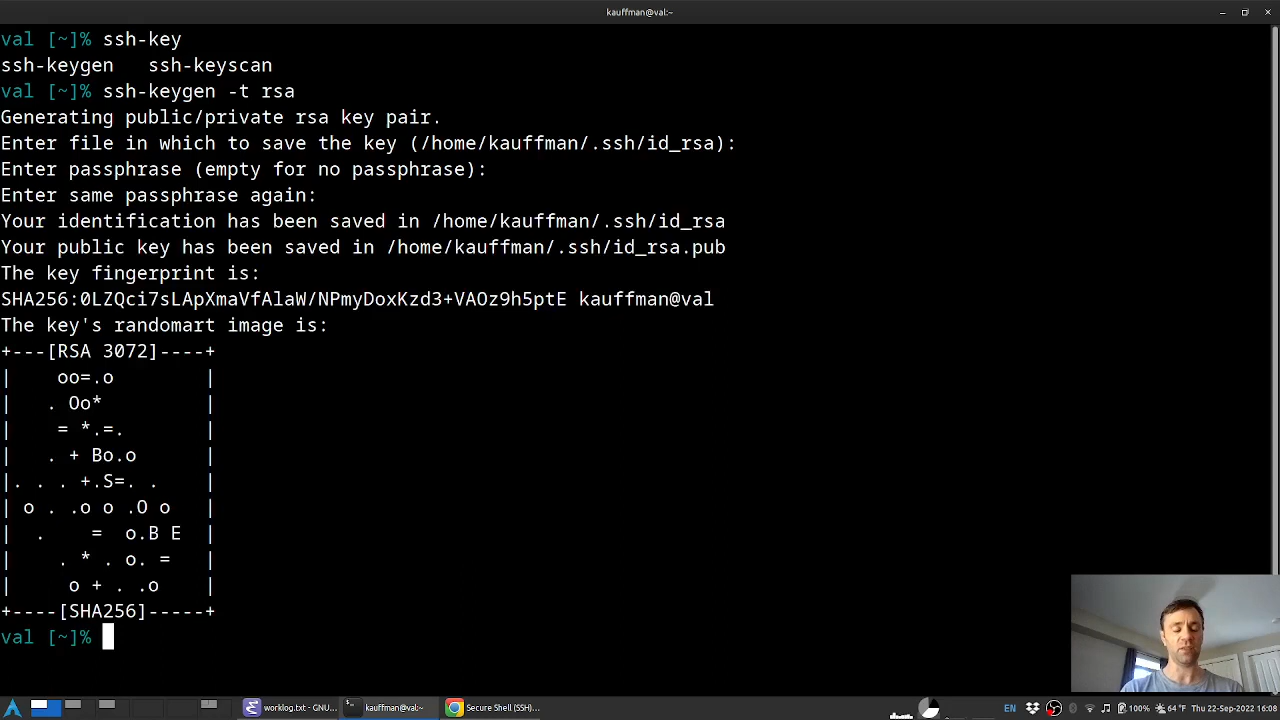 kauffman@val:~
val [~]% ssh-key
ssh-keygen   ssh-keyscan
val [~]% ssh-keygen -t rsa
Generating public/private rsa key pair.
Enter file in which to save the key (/home/kauffman/.ssh/id_rsa):
Enter passphrase (empty for no passphrase):
Enter same passphrase again:
Your identification has been saved in /home/kauffman/.ssh/id_rsa
Your public key has been saved in /home/kauffman/.ssh/id_rsa.pub
The key fingerprint is:
SHA256:0LZQci7sLApXmaVfAlaW/NPmyDoxKzd3+VAOz9h5ptE kauffman@val
The key's randomart image is:
+---[RSA 3072]----+
|    oo=.o        |
|   . Oo*         |
|    = *.=.       |
|   . + Bo.o      |
|. . . +.S=. .    |
| o . .o o .O o   |
|  .    =  o.B E  |
|    . * . o. =   |
|     o + . .o    |
+----[SHA256]-----+
val [~]%
worklog.txt - GNU... kauffman@val:~ Secure Shell (SSH)... EN 100% 64°F Thu 22-Sep-2022 16:08